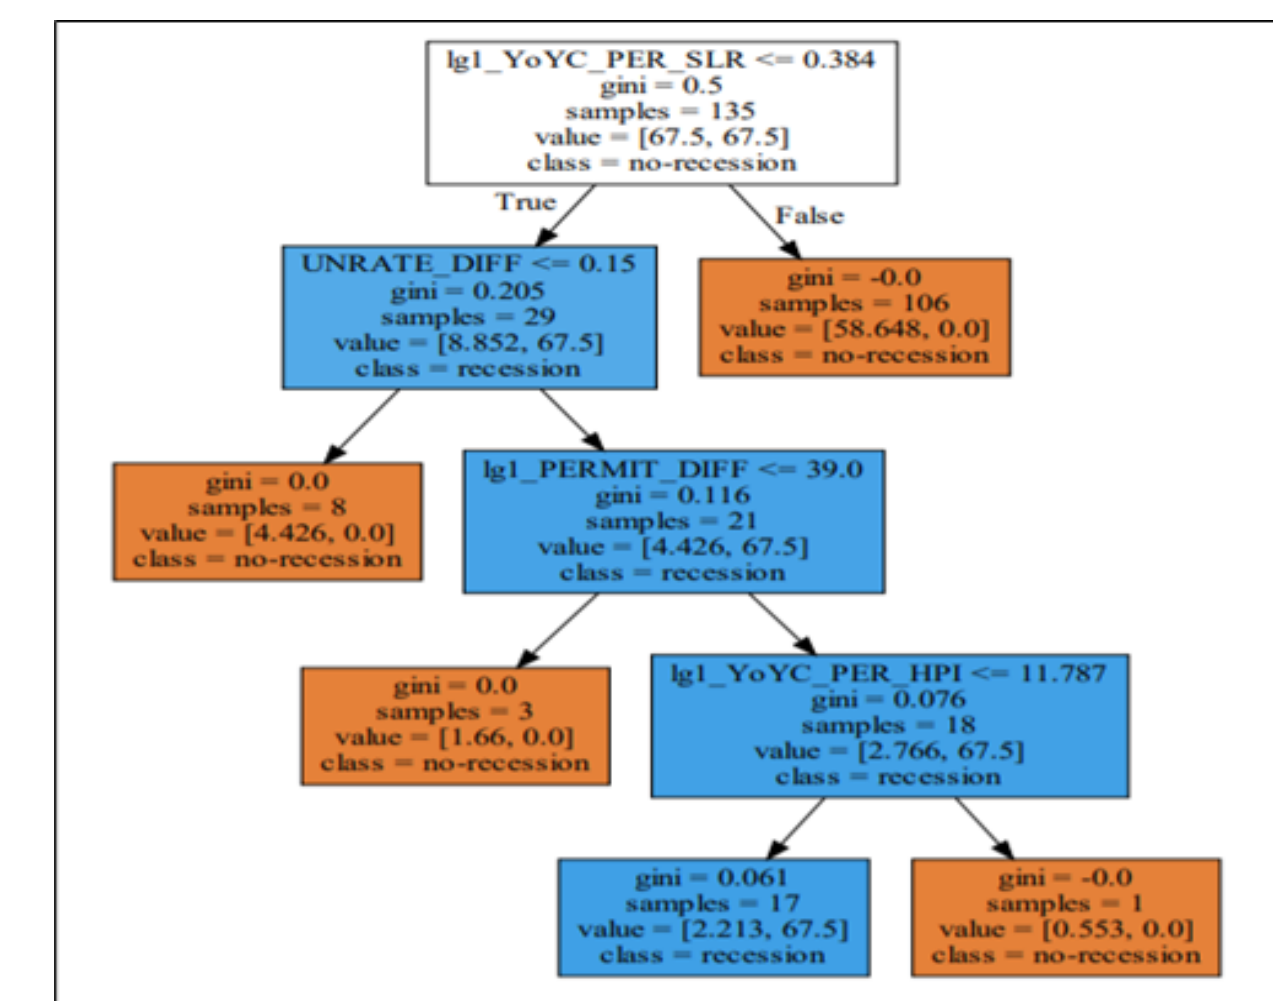 lg1_YoYC_PER_SLR <= 0.384
gini = 0.5
samples = 135
value = [67.5, 67.5]
class = no-recession
True
False
UNRATE_DIFF <= 0.15
gini = 0.205
samples = 29
value = [8.852, 67.5]
class = recession
gini = -0.0
samples = 106
value = [58.648, 0.0]
class = no-recession
gini = 0.0
samples = 8
value = [4.426, 0.0]
class = no-recession
lg1_PERMIT_DIFF <= 39.0
gini = 0.116
samples = 21
value = [4.426, 67.5]
class = recession
gini = 0.0
samples = 3
value = [1.66, 0.0]
class = no-recession
lg1_YoYC_PER_HPI <= 11.787
gini = 0.076
samples = 18
value = [2.766, 67.5]
class = recession
gini = 0.061
samples = 17
value = [2.213, 67.5]
class = recession
gini = -0.0
samples = 1
value = [0.553, 0.0]
class = no-recession